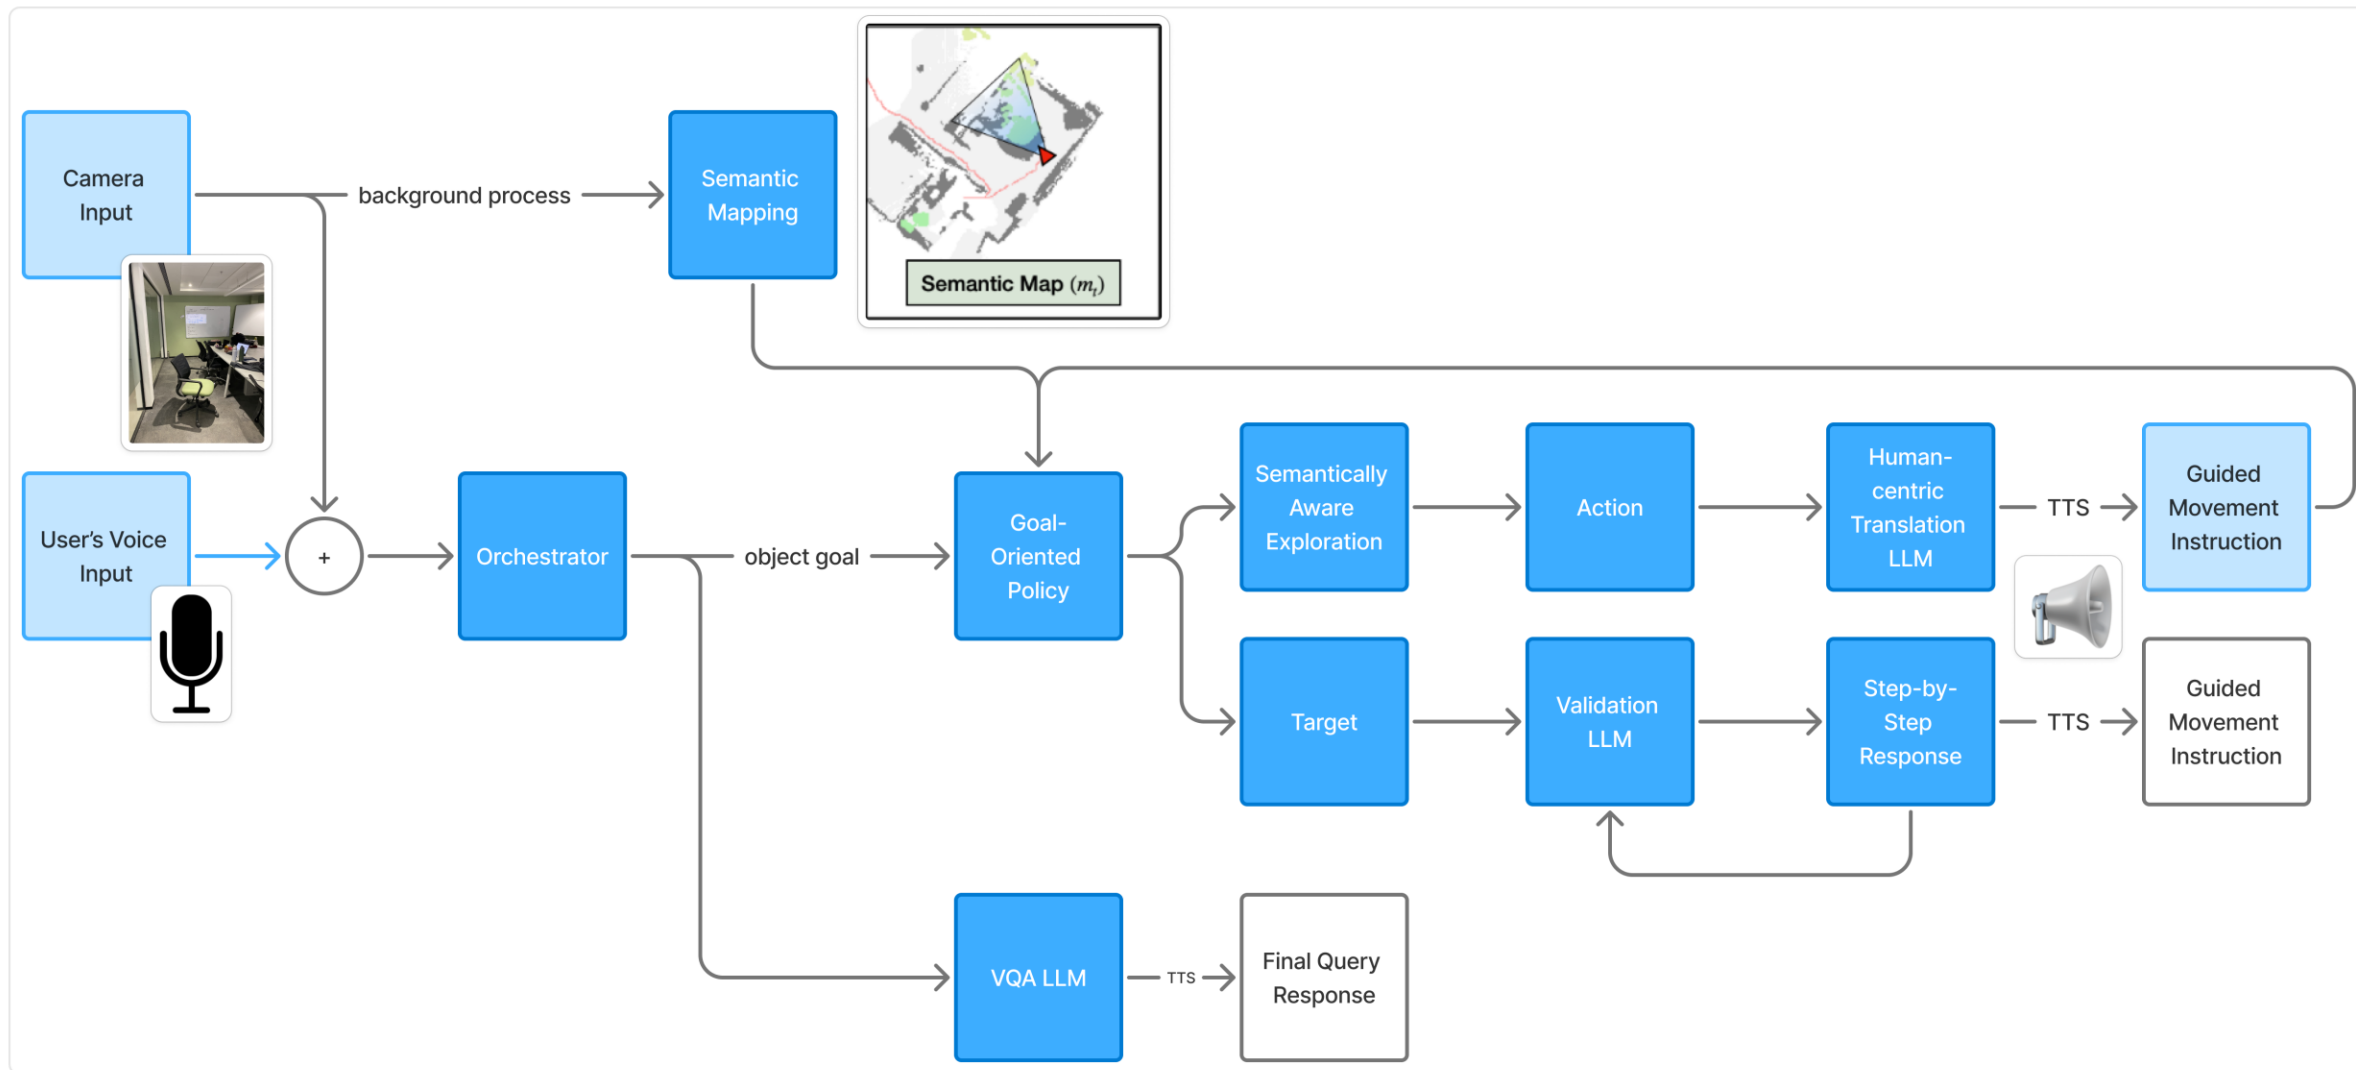 Camera
Input
background process
Semantic
Mapping
Semantic Map (mₜ)
User's Voice
Input
+
Orchestrator
object goal
Goal-
Oriented
Policy
Semantically
Aware
Exploration
Action
Human-
centric
Translation
LLM
TTS
Guided
Movement
Instruction
Target
Validation
LLM
Step-by-
Step
Response
TTS
Guided
Movement
Instruction
VQA LLM
TTS
Final Query
Response